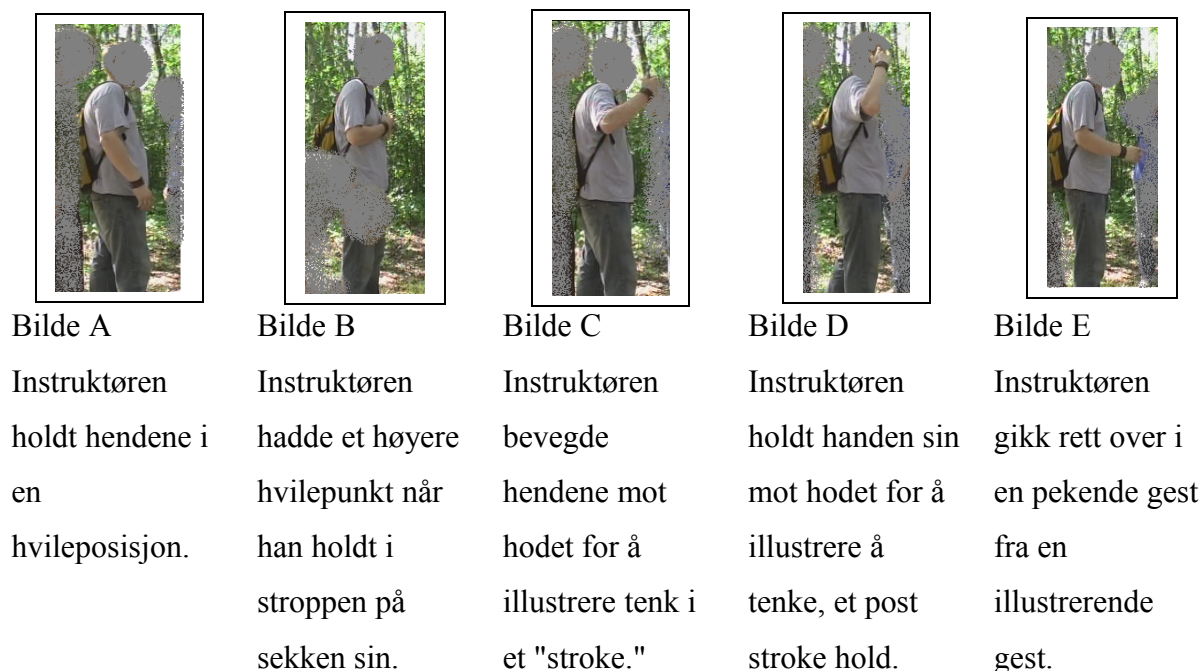 Bilde A
Instruktøren
holdt hendene i
en
hvileposisjon.
Bilde B
Instruktøren
hadde et høyere
hvilepunkt når
han holdt i
stroppen på
sekken sin.
Bilde C
Instruktøren
bevegde
hendene mot
hodet for å
illustrere tenk i
et "stroke."
Bilde D
Instruktøren
holdt handen sin
mot hodet for å
illustrere å
tenke, et post
stroke hold.
Bilde E
Instruktøren
gikk rett over i
en pekende gest
fra en
illustrerende
gest.